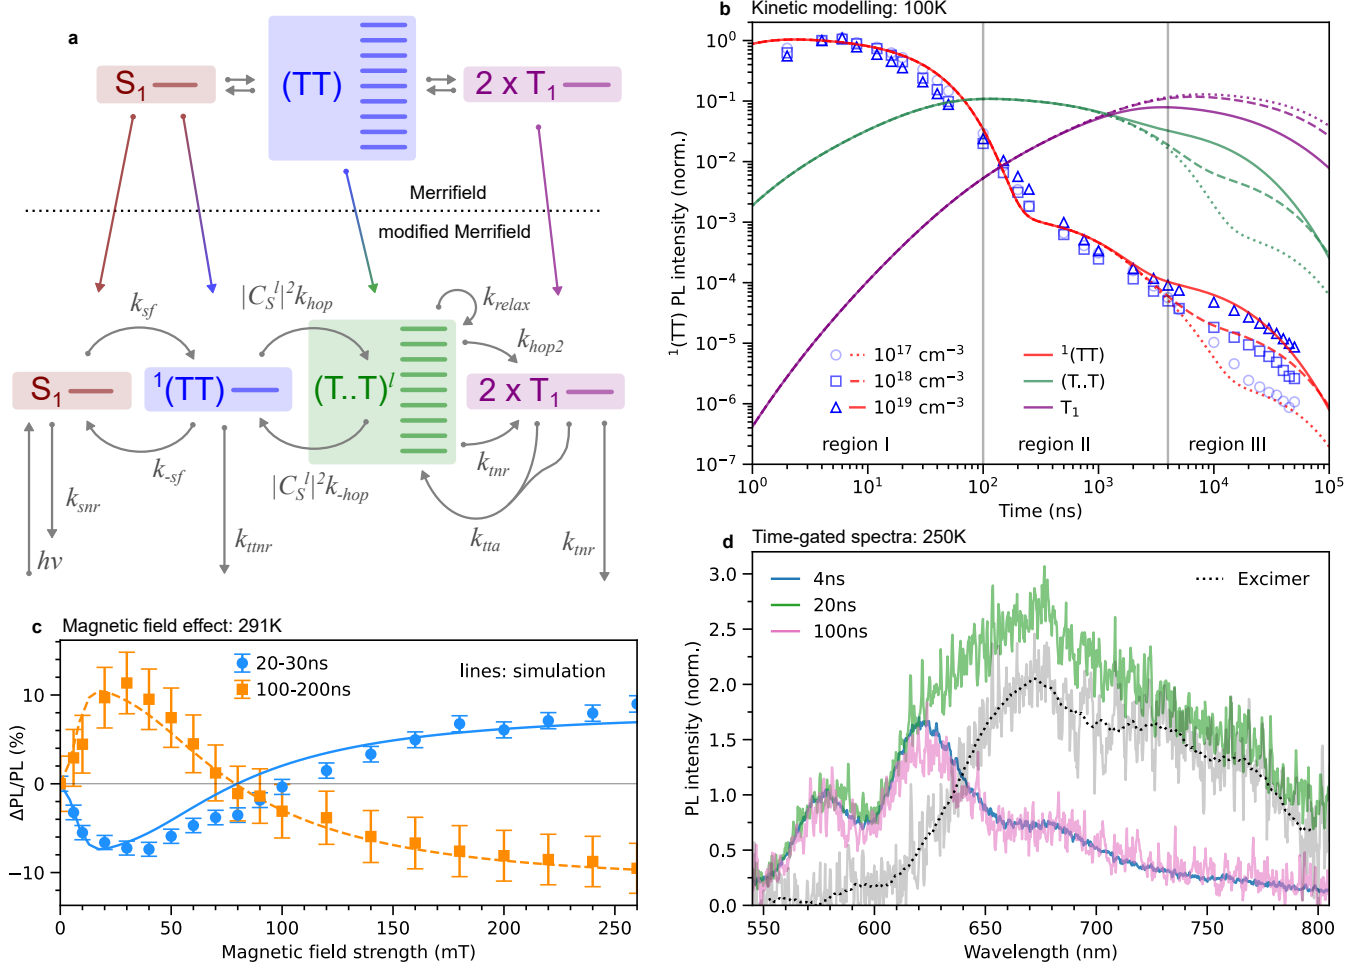 a
S1
(TT)
2 x T1
Merrifield
modified Merrifield
ksf
|CSl|2khop
krelax
khop2
S1
1(TT)
(T..T)l
2 x T1
k-sf
|CSl|2k-hop
ktnr
ksnr
kttnr
ktta
ktnr
hν
b Kinetic modelling: 100K
1(TT) PL intensity (norm.)
100
10−1
10−2
10−3
10−4
10−5
10−6
10−7
1017 cm−3
1018 cm−3
1019 cm−3
1(TT)
(T..T)
T1
region I
region II
region III
100
101
102
103
104
105
Time (ns)
c Magnetic field effect: 291K
20-30ns
100-200ns
lines: simulation
ΔPL/PL (%)
10
0
−10
0
50
100
150
200
250
Magnetic field strength (mT)
d Time-gated spectra: 250K
4ns
20ns
100ns
Excimer
PL intensity (norm.)
3.0
2.5
2.0
1.5
1.0
0.5
0.0
550
600
650
700
750
800
Wavelength (nm)